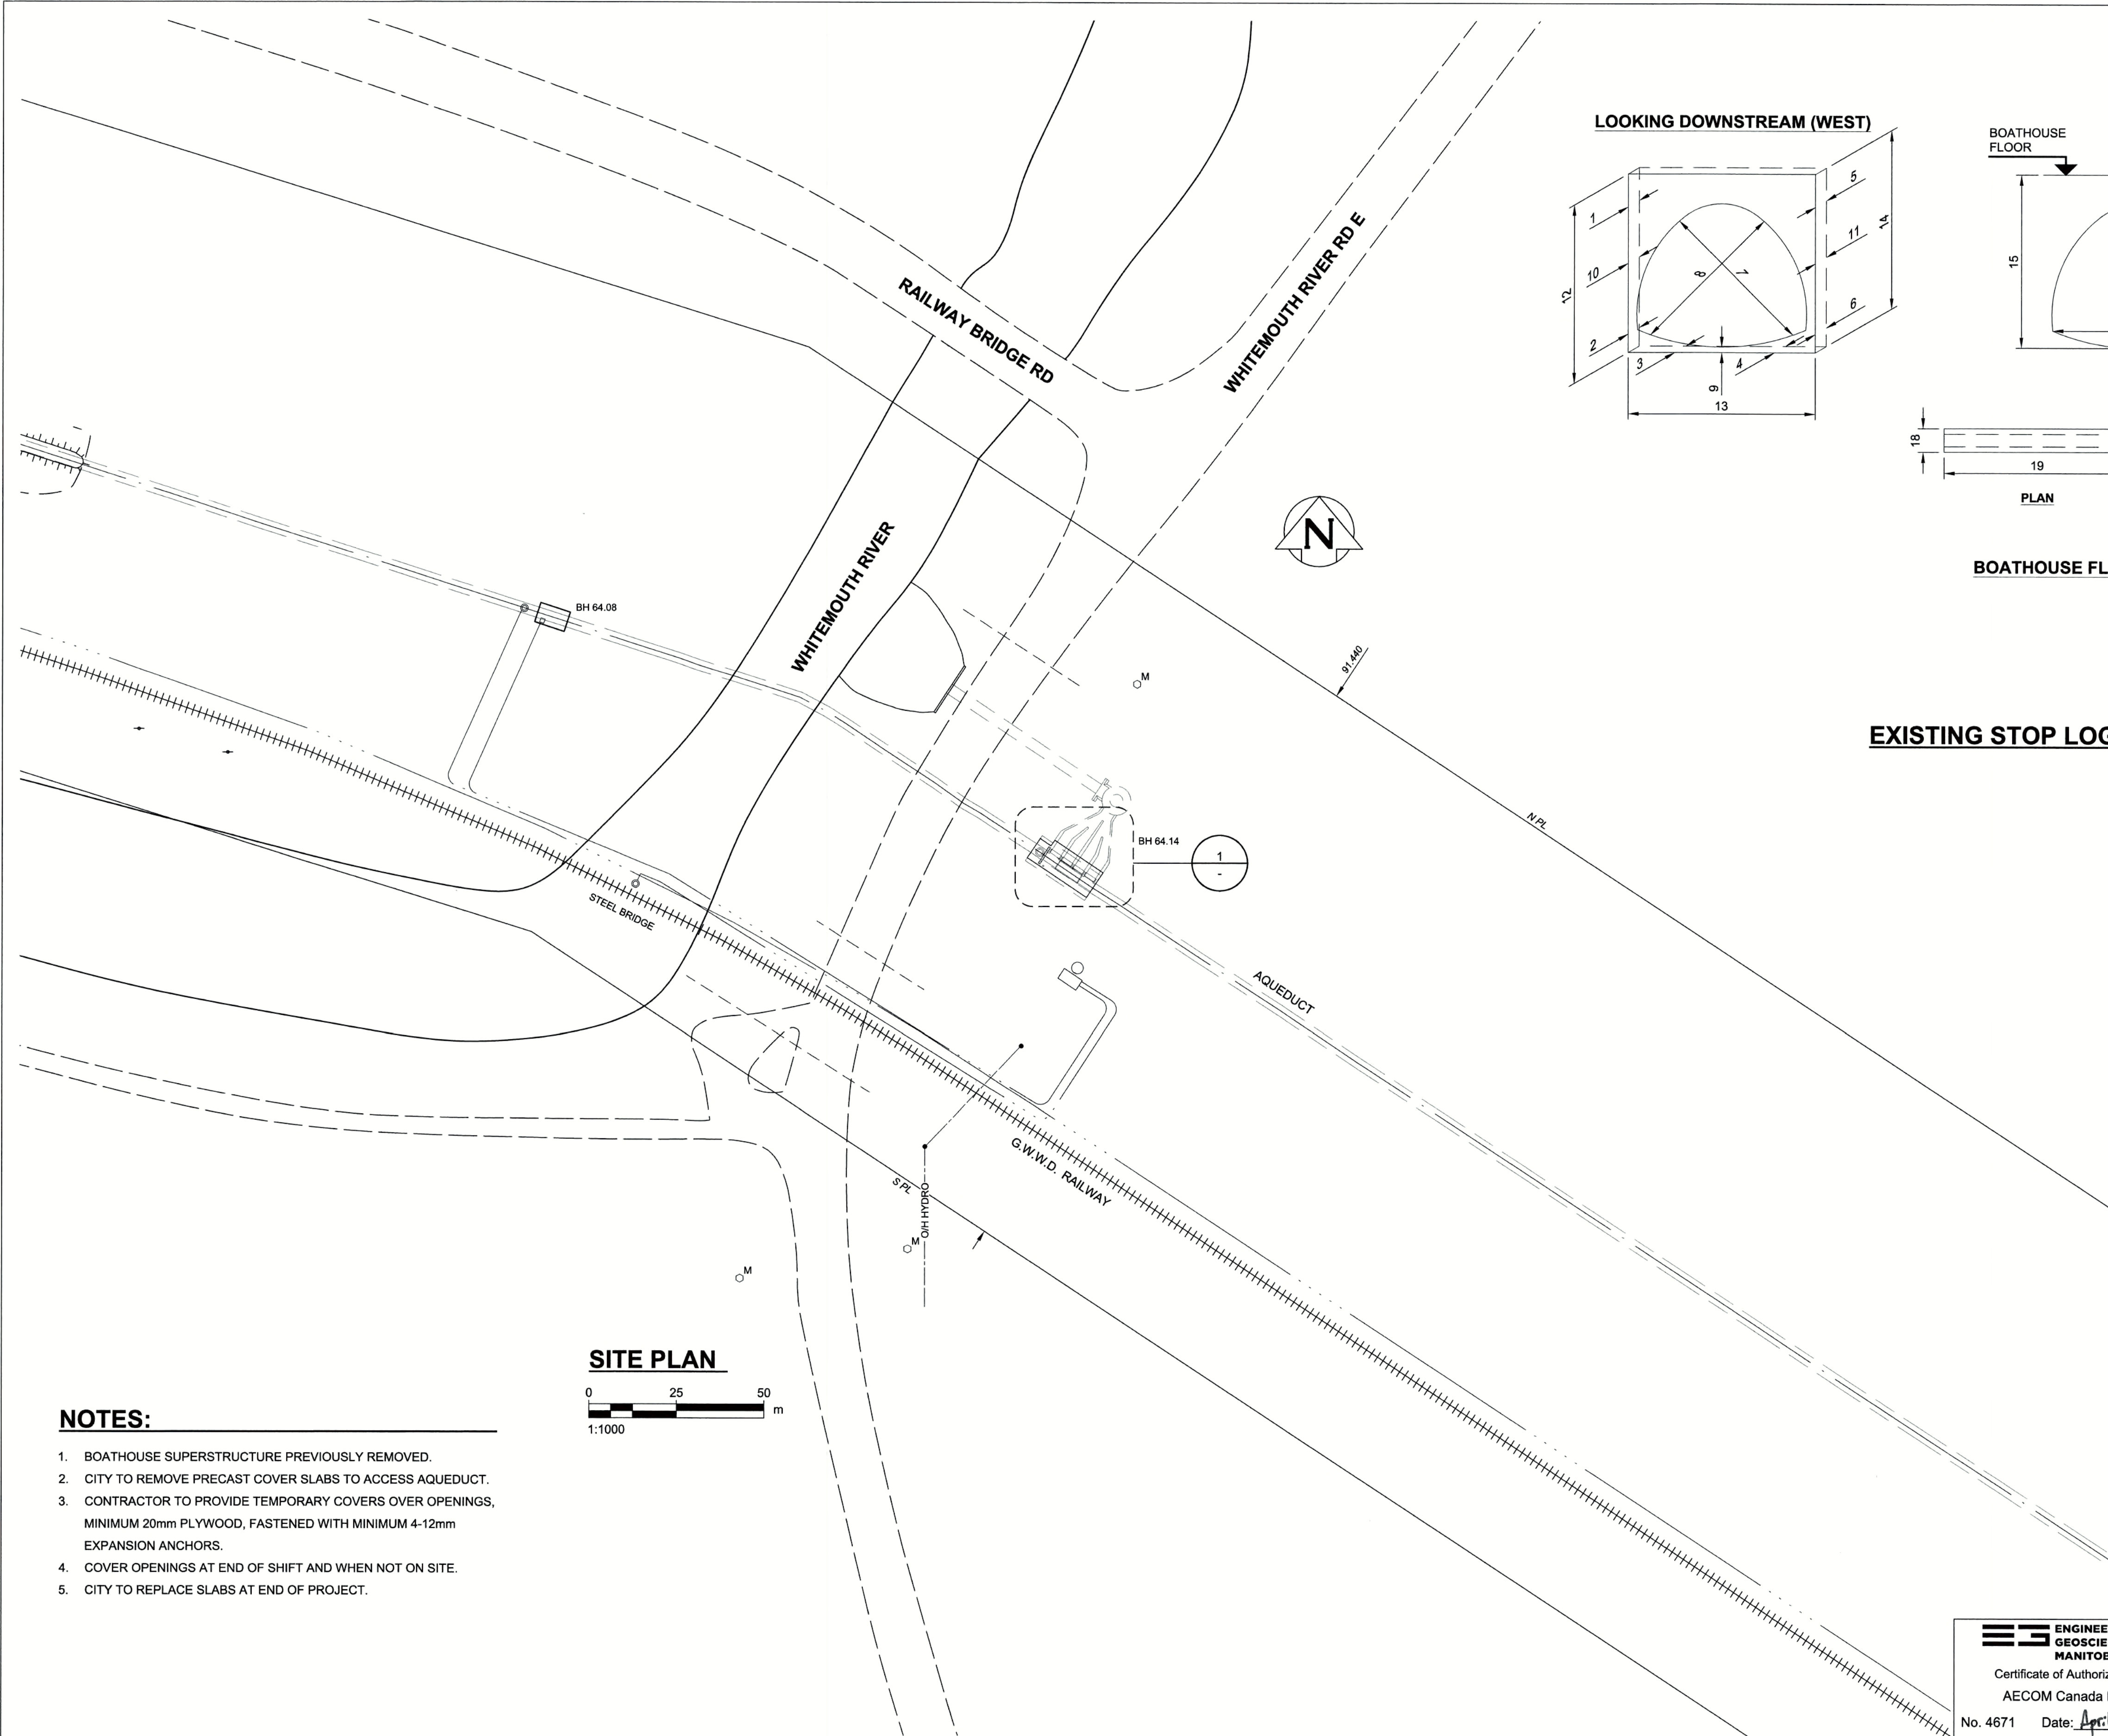 LOOKING DOWNSTREAM (WEST)
1
10
2
12
3
4
9
13
8
7
5
11
6
14
BOATHOUSE
FLOOR
15
18
19
PLAN
BOATHOUSE FL
EXISTING STOP LOG
RAILWAY BRIDGE RD
WHITEMOUTH RIVER RD E
WHITEMOUTH RIVER
N
BH 64.08
M
91.440
N PL
BH 64.14
1
-
STEEL BRIDGE
AQUEDUCT
G.W.W.D. RAILWAY
S PL
O/H HYDRO
M
M
SITE PLAN
0 25 50
m
1:1000
NOTES:
1. BOATHOUSE SUPERSTRUCTURE PREVIOUSLY REMOVED.
2. CITY TO REMOVE PRECAST COVER SLABS TO ACCESS AQUEDUCT.
3. CONTRACTOR TO PROVIDE TEMPORARY COVERS OVER OPENINGS,
MINIMUM 20mm PLYWOOD, FASTENED WITH MINIMUM 4-12mm
EXPANSION ANCHORS.
4. COVER OPENINGS AT END OF SHIFT AND WHEN NOT ON SITE.
5. CITY TO REPLACE SLABS AT END OF PROJECT.
ENGINEE
GEOSCIE
MANITOB
Certificate of Authoriz
AECOM Canada
No. 4671 Date: April